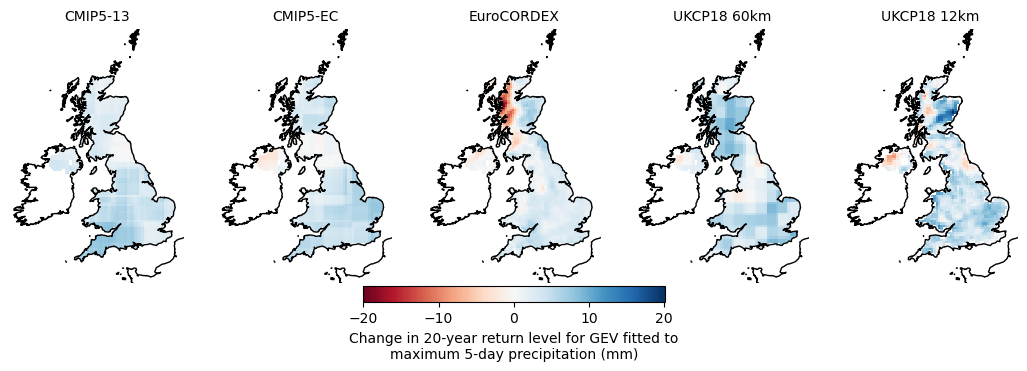 CMIP5-13
CMIP5-EC
EuroCORDEX
UKCP18 60km
UKCP18 12km
−20
−10
0
10
20
Change in 20-year return level for GEV fitted to
maximum 5-day precipitation (mm)